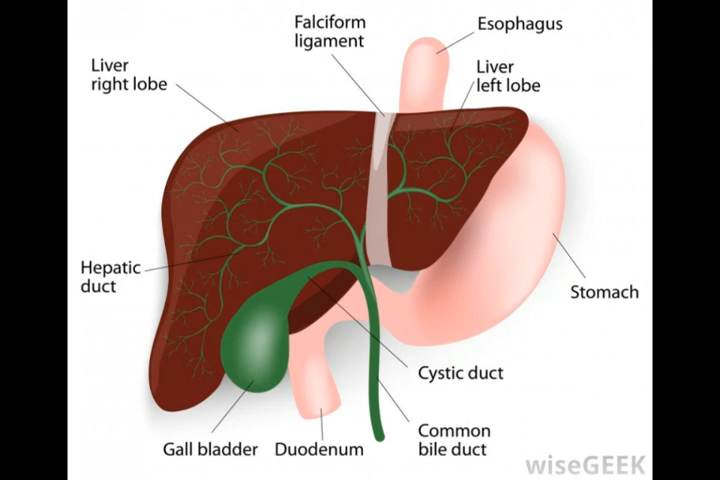 Falciform
ligament
Esophagus
Liver
right lobe
Liver
left lobe
Hepatic
duct
Stomach
Cystic duct
Gall bladder
Duodenum
Common
bile duct
wiseGEEK